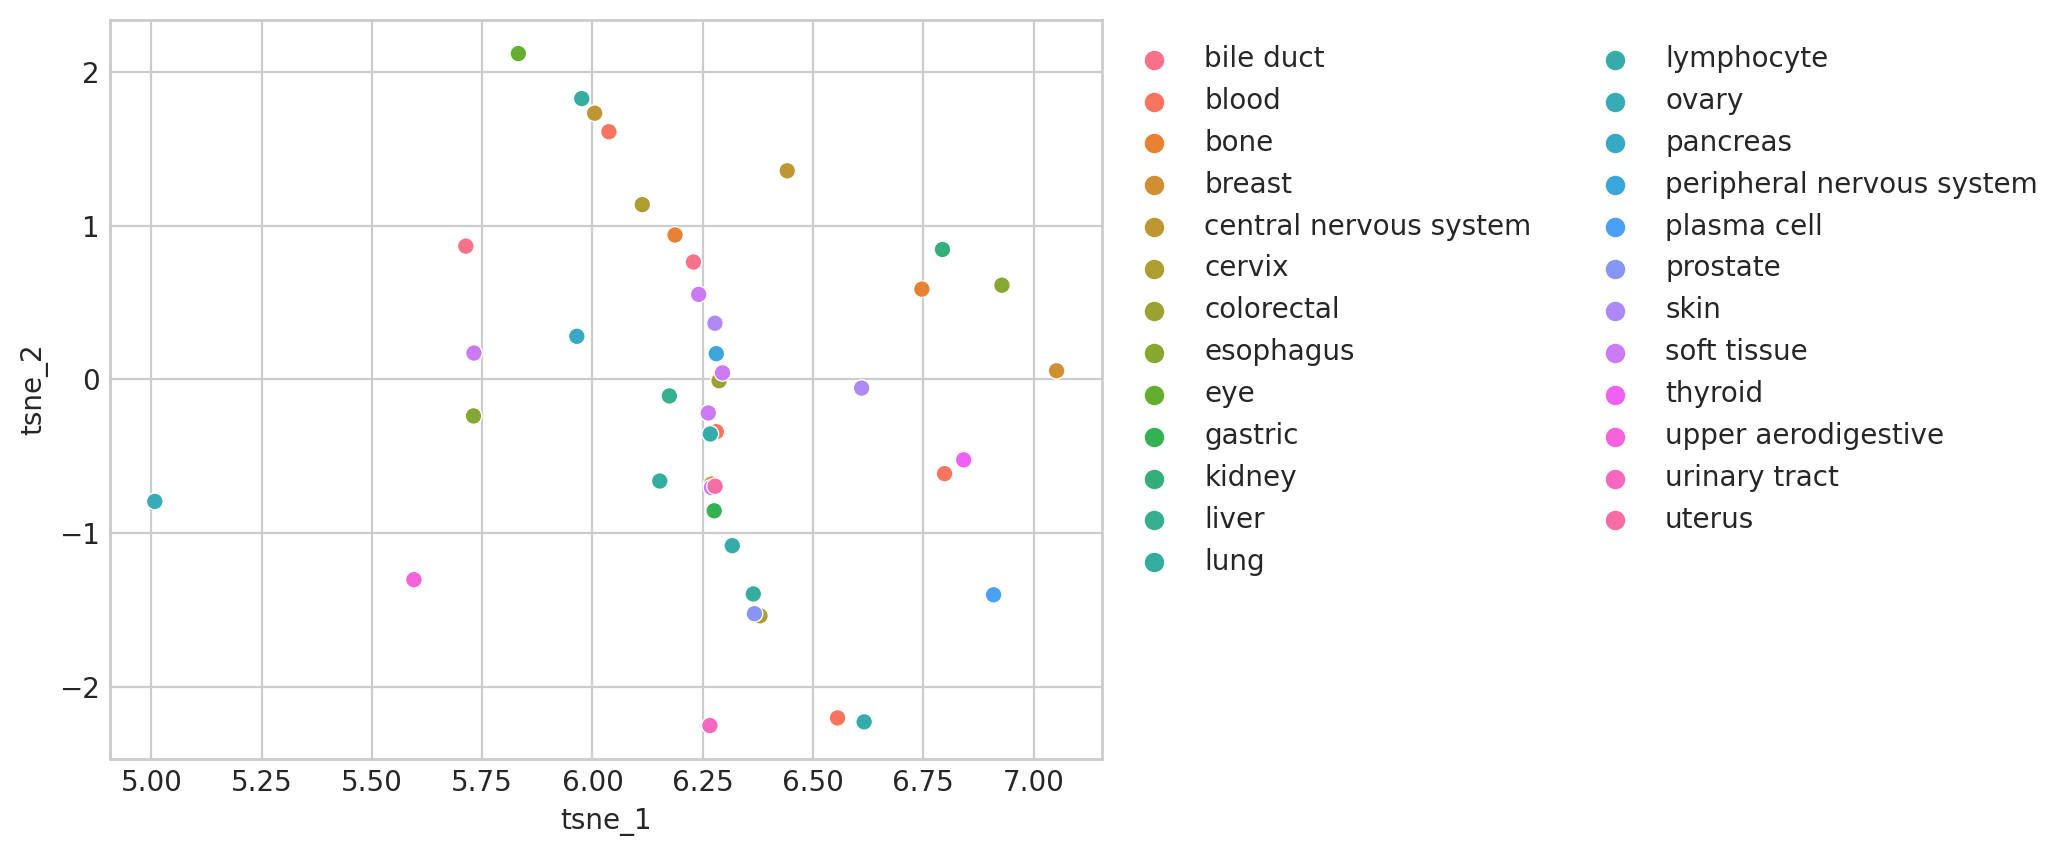 2
1
0
−1
−2
tsne_2
5.00 5.25 5.50 5.75 6.00 6.25 6.50 6.75 7.00
tsne_1
bile duct
blood
bone
breast
central nervous system
cervix
colorectal
esophagus
eye
gastric
kidney
liver
lung
lymphocyte
ovary
pancreas
peripheral nervous system
plasma cell
prostate
skin
soft tissue
thyroid
upper aerodigestive
urinary tract
uterus